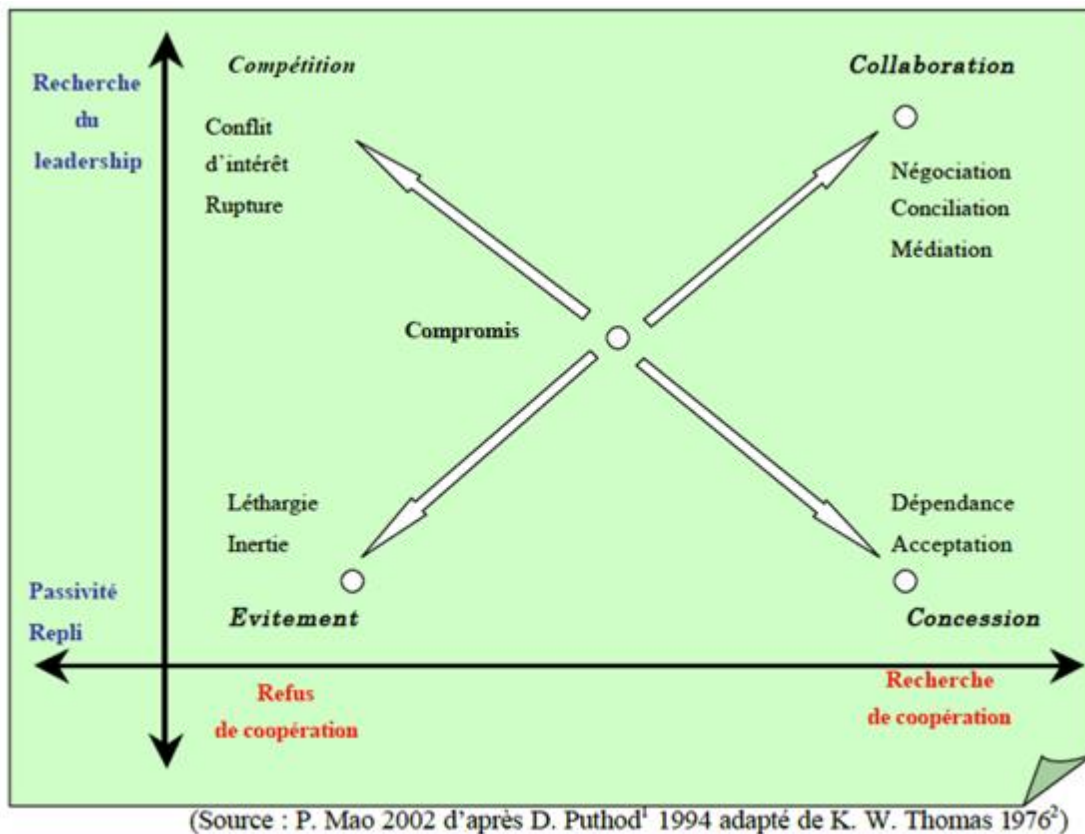 Recherche
du
leadership
Compétition
Conflit
d'intérêt
Rupture
Collaboration
Négociation
Conciliation
Médiation
Compromis
Léthargie
Inertie
Evitement
Dépendance
Acceptation
Concession
Passivité
Repli
Refus
de coopération
Recherche
de coopération
(Source : P. Mao 2002 d'après D. Puthod¹ 1994 adapté de K. W. Thomas 1976²)